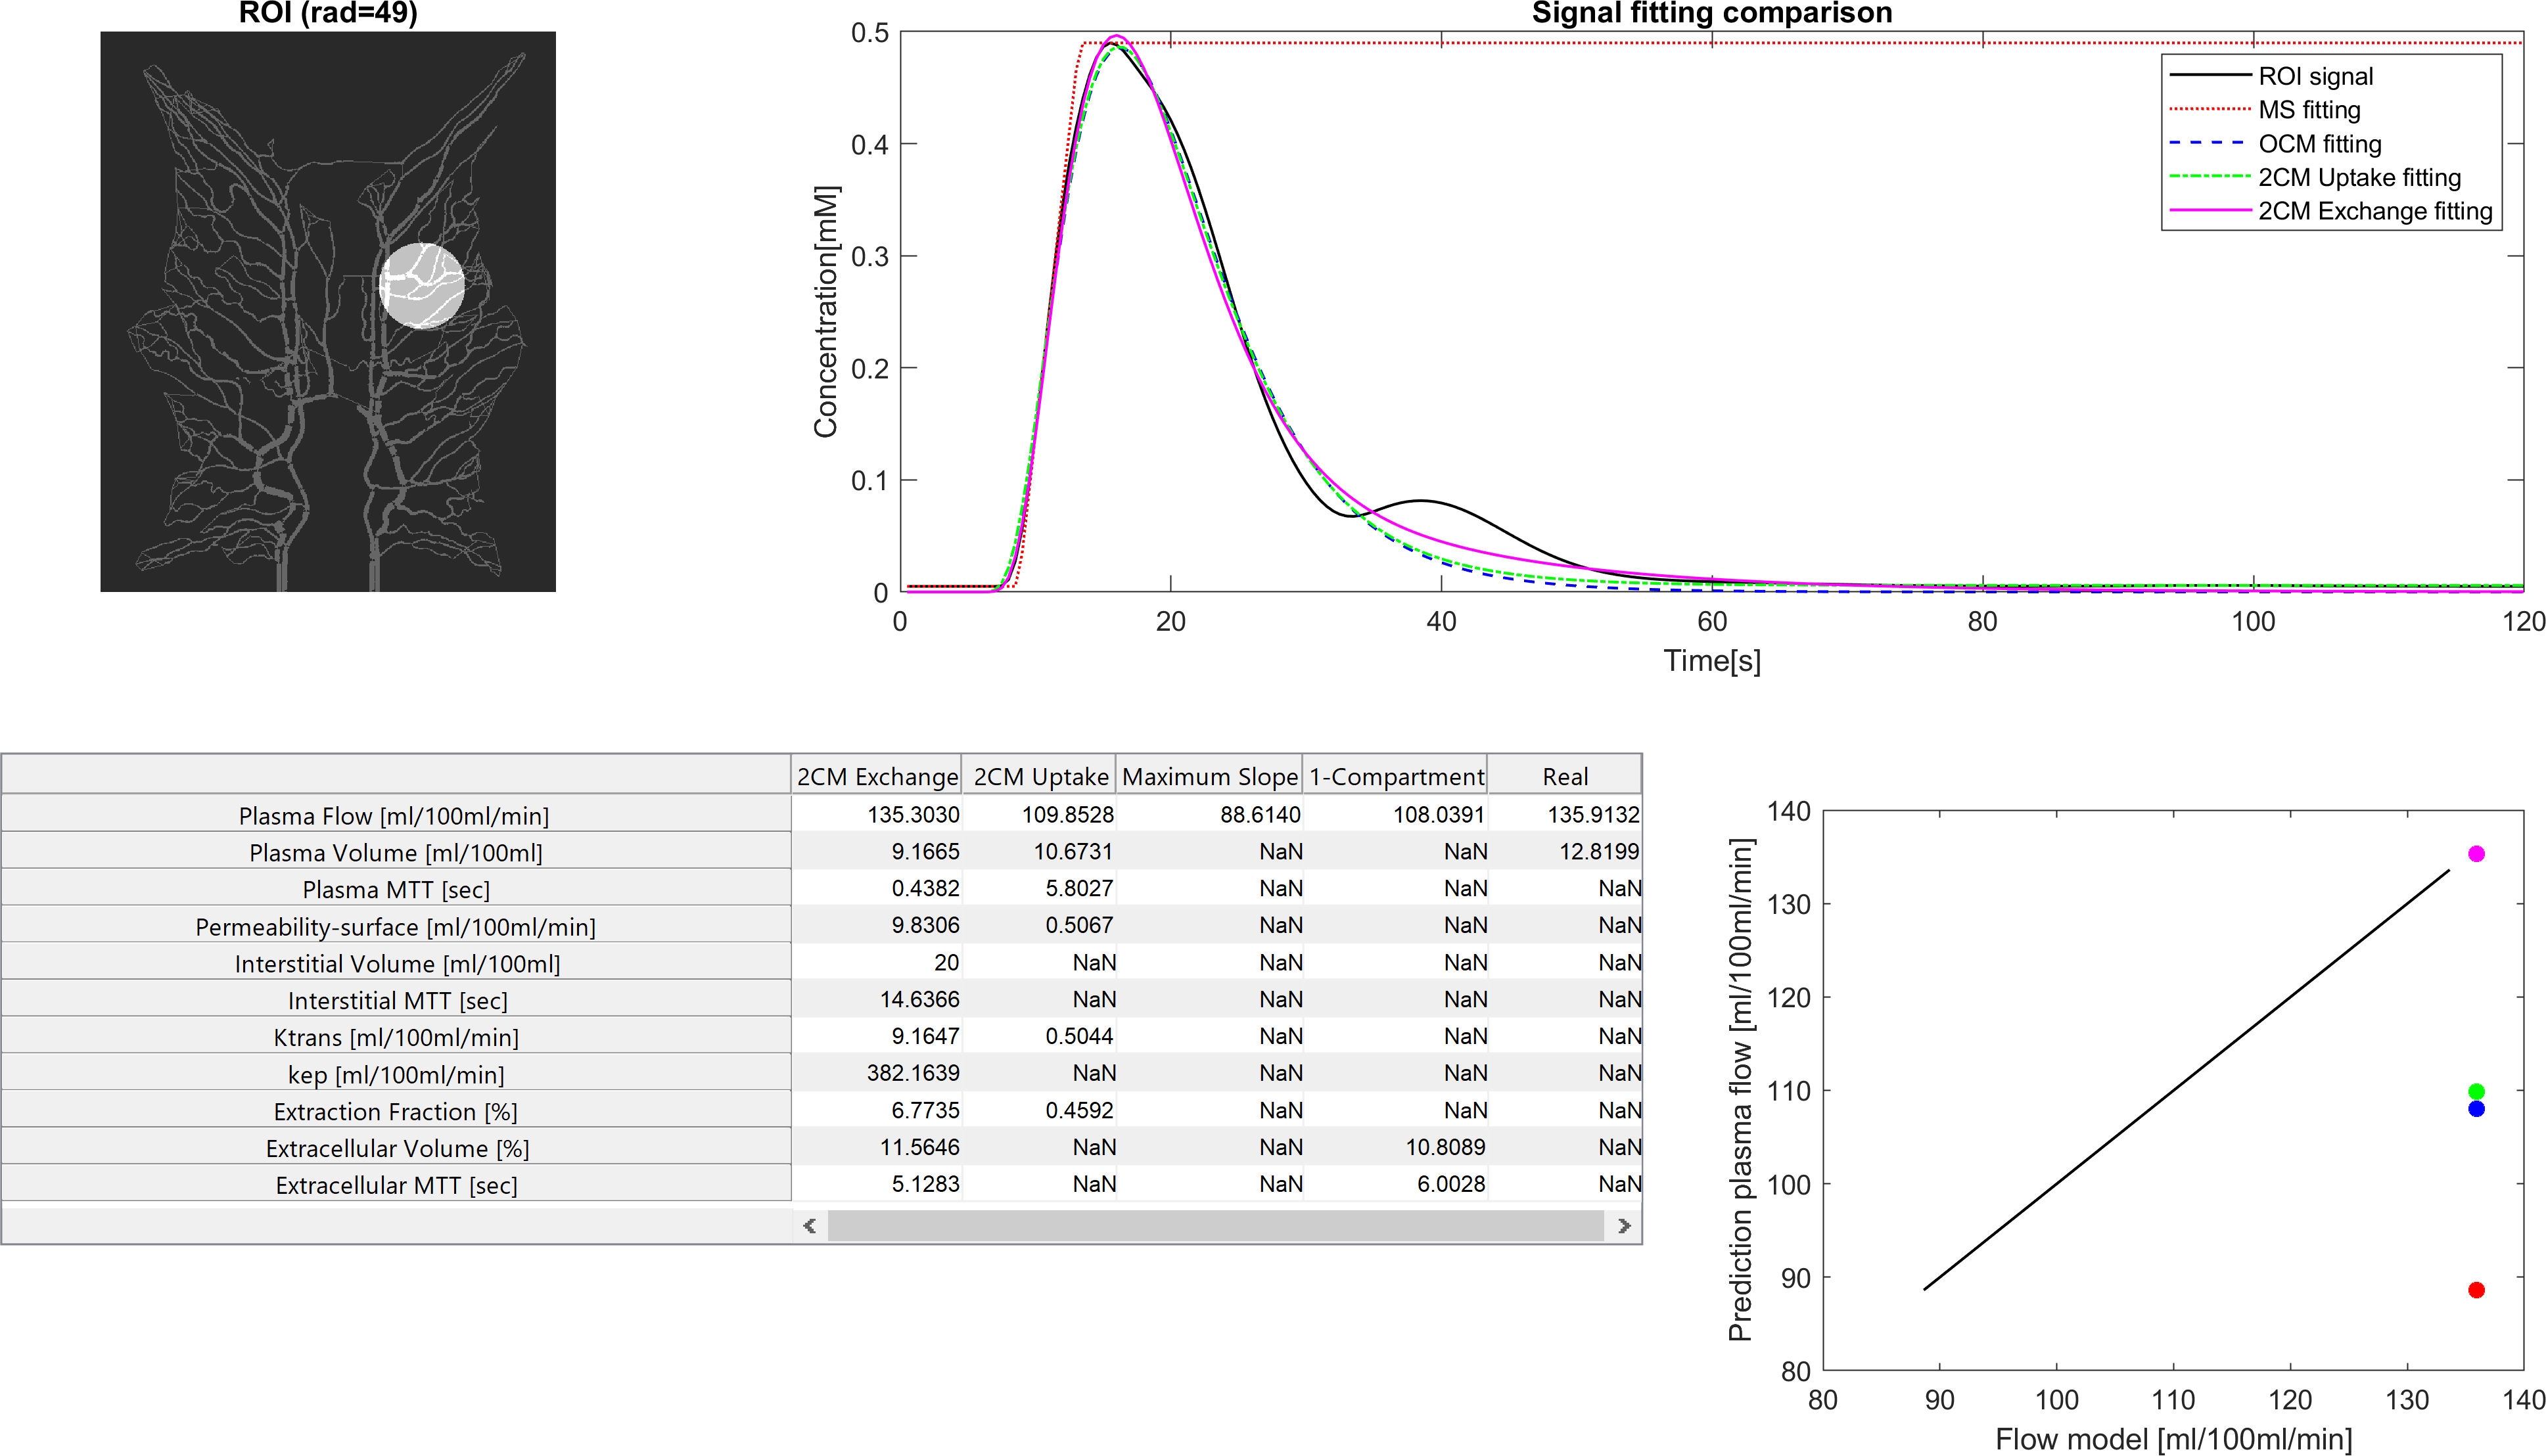 ROI (rad=49)
Signal fitting comparison
0.5
0.4
0.3
0.2
0.1
0
Concentration[mM]
0 20 40 60 80 100 120
Time[s]
ROI signal
MS fitting
OCM fitting
2CM Uptake fitting
2CM Exchange fitting
2CM Exchange 2CM Uptake Maximum Slope 1-Compartment Real
Plasma Flow [ml/100ml/min] 135.3030 109.8528 88.6140 108.0391 135.9132
Plasma Volume [ml/100ml] 9.1665 10.6731 NaN NaN 12.8199
Plasma MTT [sec] 0.4382 5.8027 NaN NaN NaN
Permeability-surface [ml/100ml/min] 9.8306 0.5067 NaN NaN NaN
Interstitial Volume [ml/100ml] 20 NaN NaN NaN NaN
Interstitial MTT [sec] 14.6366 NaN NaN NaN NaN
Ktrans [ml/100ml/min] 9.1647 0.5044 NaN NaN NaN
kep [ml/100ml/min] 382.1639 NaN NaN NaN NaN
Extraction Fraction [%] 6.7735 0.4592 NaN NaN NaN
Extracellular Volume [%] 11.5646 NaN NaN 10.8089 NaN
Extracellular MTT [sec] 5.1283 NaN NaN 6.0028 NaN
140
130
120
110
100
90
80
Prediction plasma flow [ml/100ml/min]
80 90 100 110 120 130 140
Flow model [ml/100ml/min]